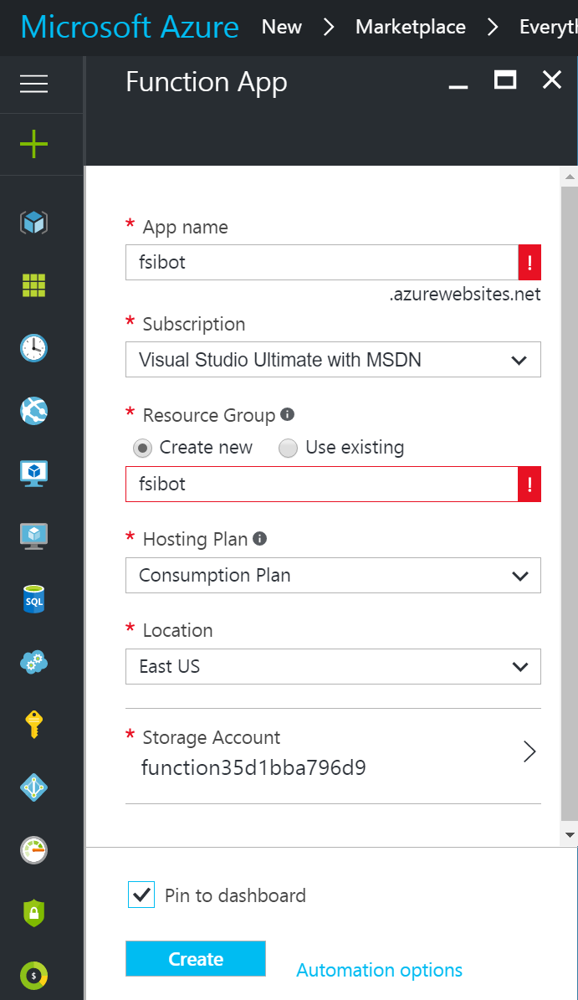 Microsoft Azure New > Marketplace > Everyth
Function App
* App name
fsibot !
.azurewebsites.net
* Subscription
Visual Studio Ultimate with MSDN
* Resource Group i
Create new Use existing
fsibot !
* Hosting Plan i
Consumption Plan
* Location
East US
SQL
* Storage Account
function35d1bba796d9
Pin to dashboard
Create Automation options
$